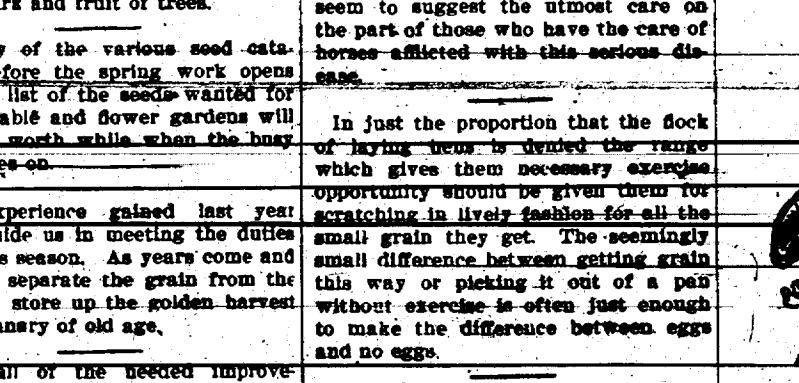 rk and fruit of trees.
y of the various seed cata-
fore the spring work opens
list of the seeds wanted for
able and flower gardens will
worth while when the busy
es on
xperience gained last year
uide us in meeting the duties
s season. As years come and
separate the grain from the
store up the golden harvest
anary of old age.
all of the needed improve-
seem to suggest the utmost care on
the part of those who have the care of
horses afflicted with this serious dis-
ease.
In just the proportion that the flock
of laying hens is denied the range
which gives them necessary exercise
opportunity should be given them for
scratching in lively fashion for all the
small grain they get. The seemingly
small difference between getting grain
this way or picking it out of a pan
without exercise is often just enough
to make the difference between eggs
and no eggs.